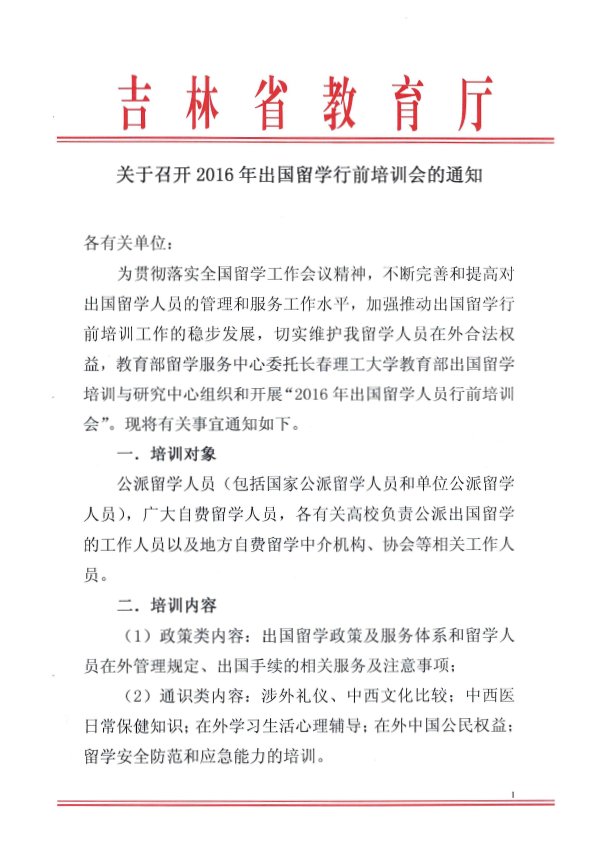 吉林省教育厅
关于召开 2016 年出国留学行前培训会的通知
各有关单位:
为贯彻落实全国留学工作会议精神，不断完善和提高对
出国留学人员的管理和服务工作水平，加强推动出国留学行
前培训工作的稳步发展，切实维护我留学人员在外合法权
益，教育部留学服务中心委托长春理工大学教育部出国留学
培训与研究中心组织和开展“2016 年出国留学人员行前培训
会”。现将有关事宜通知如下。
一．培训对象
公派留学人员（包括国家公派留学人员和单位公派留学
人员），广大自费留学人员，各有关高校负责公派出国留学
的工作人员以及地方自费留学中介机构、协会等相关工作人
员。
二．培训内容
（1）政策类内容：出国留学政策及服务体系和留学人
员在外管理规定、出国手续的相关服务及注意事项；
（2）通识类内容：涉外礼仪、中西文化比较；中西医
日常保健知识；在外学习生活心理辅导；在外中国公民权益；
留学安全防范和应急能力的培训。
1